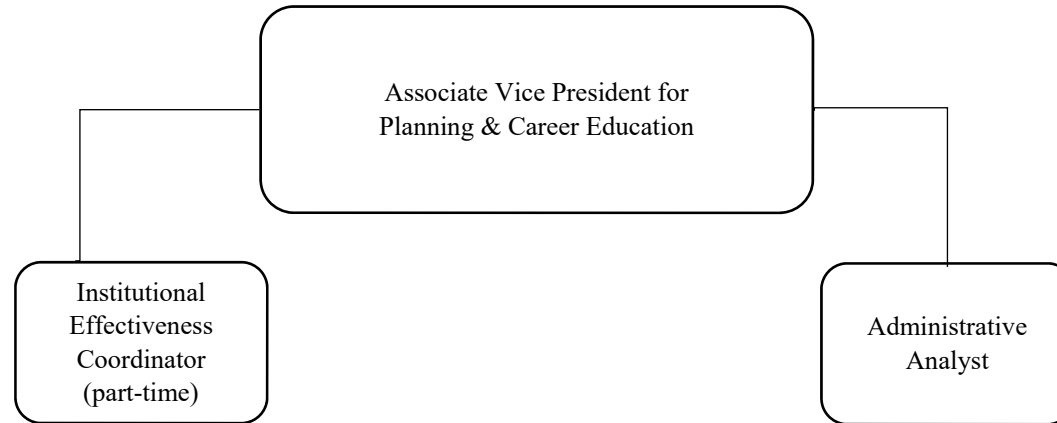 Associate Vice President for
Planning & Career Education
Institutional
Effectiveness
Coordinator
(part-time)
Administrative
Analyst